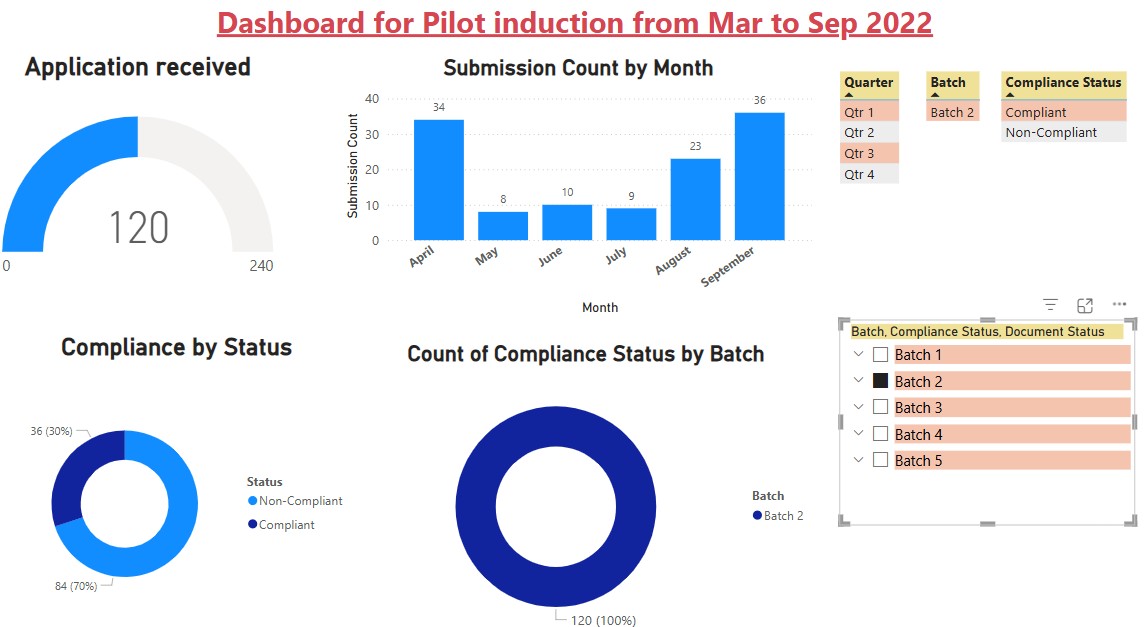 Dashboard for Pilot induction from Mar to Sep 2022
Application received
120
0
240
Submission Count by Month
Submission Count
40
30
20
10
0
34
8
10
9
23
36
April
May
June
July
August
September
Month
Quarter
Qtr 1
Qtr 2
Qtr 3
Qtr 4
Batch
Batch 2
Compliance Status
Compliant
Non-Compliant
Compliance by Status
36 (30%)
84 (70%)
Status
Non-Compliant
Compliant
Count of Compliance Status by Batch
120 (100%)
Batch
Batch 2
Batch, Compliance Status, Document Status
Batch 1
Batch 2
Batch 3
Batch 4
Batch 5